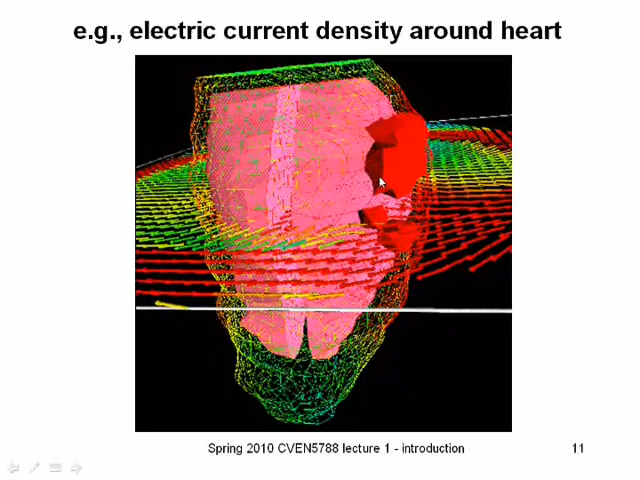 e.g., electric current density around heart
Spring 2010 CVEN5788 lecture 1 - introduction
11